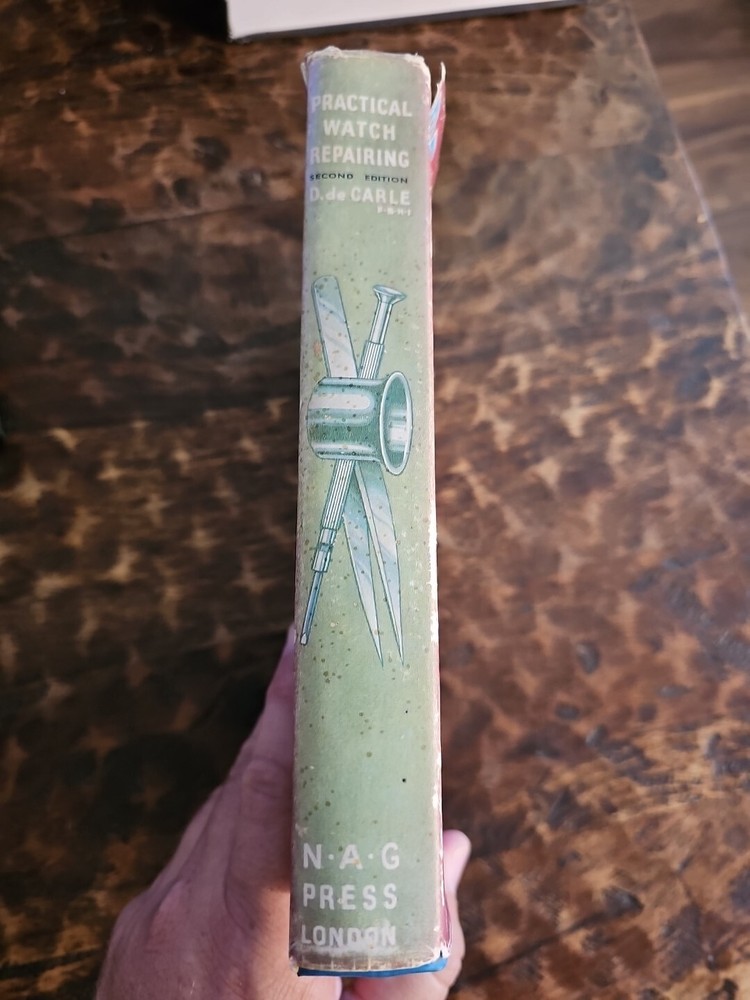 PRACTICAL
WATCH
REPAIRING
SECOND EDITION
D. de CARLE
F·B·H·I
N·A·G
PRESS
LONDON